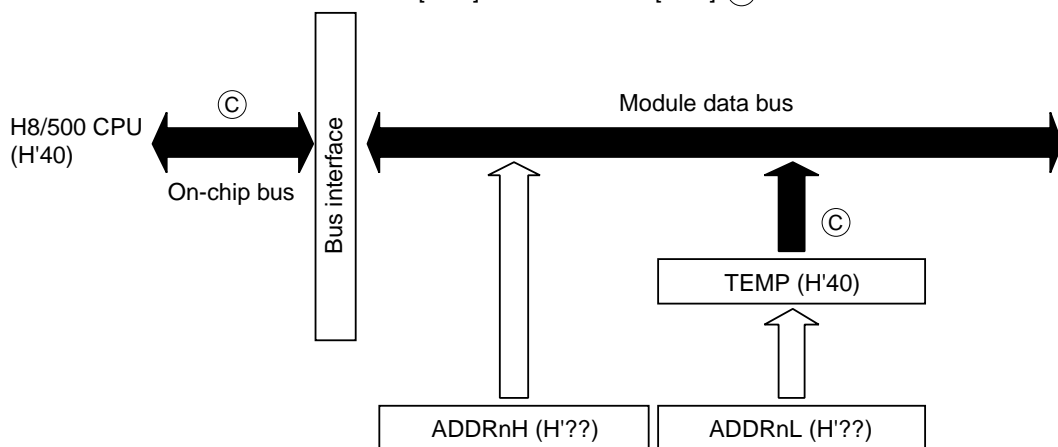 Ⓒ
Ⓒ
Module data bus
H8/500 CPU
(H'40)
On-chip bus
Bus interface
Ⓒ
TEMP (H'40)
ADDRnH (H'??)
ADDRnL (H'??)